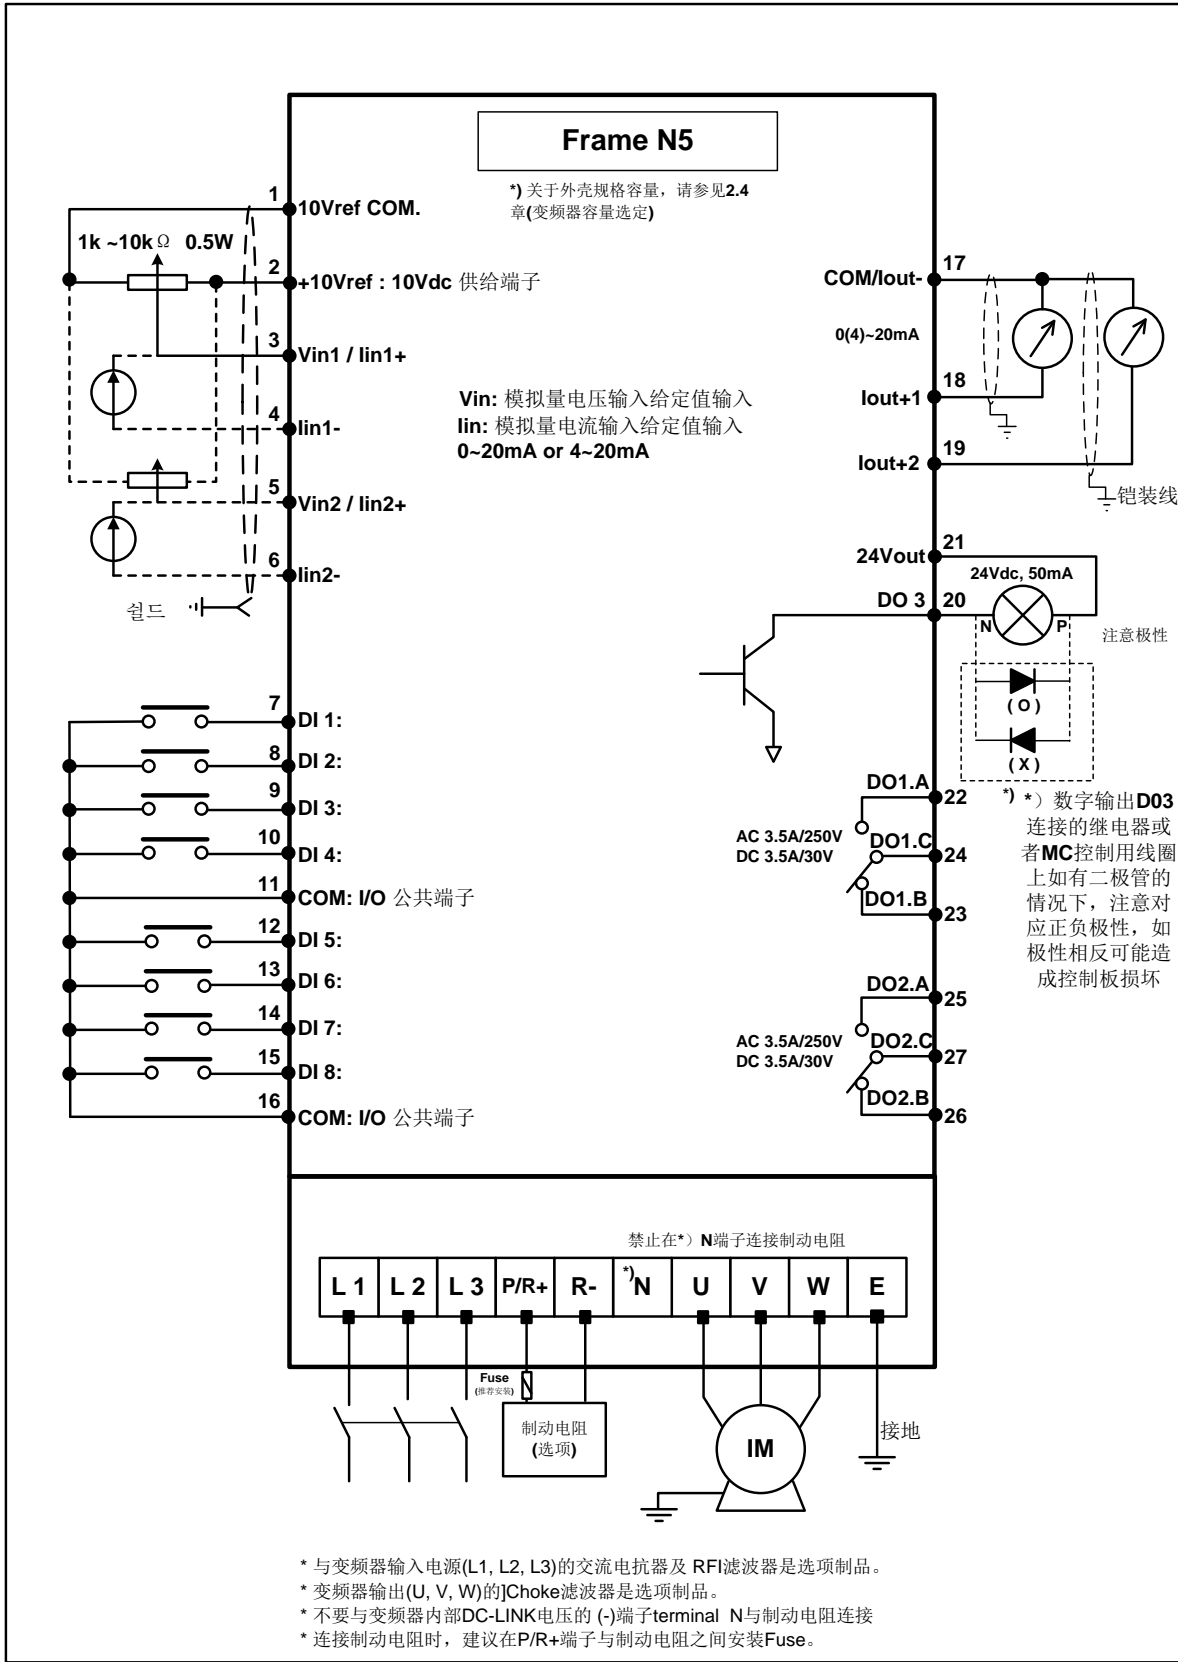 Frame N5
*) 关于外壳规格容量，请参见2.4
章(变频器容量选定)
1
10Vref COM.
1k ~10kΩ 0.5W
2
+10Vref : 10Vdc 供给端子
3
Vin1 / Iin1+
4
Iin1-
5
Vin2 / Iin2+
6
Iin2-
쉴드
Vin: 模拟量电压输入给定值输入
Iin: 模拟量电流输入给定值输入
0~20mA or 4~20mA
17
COM/Iout-
0(4)~20mA
18
Iout+1
19
Iout+2
铠装线
21
24Vout
24Vdc, 50mA
DO 3
20
N
P
注意极性
( O )
( X )
7
DI 1:
8
DI 2:
9
DI 3:
10
DI 4:
11
COM: I/O 公共端子
12
DI 5:
13
DI 6:
14
DI 7:
15
DI 8:
16
COM: I/O 公共端子
DO1.A
22
AC 3.5A/250V
DC 3.5A/30V
DO1.C
24
DO1.B
23
*) *）数字输出D03
连接的继电器或
者MC控制用线圈
上如有二极管的
情况下，注意对
应正负极性，如
极性相反可能造
成控制板损坏
DO2.A
25
AC 3.5A/250V
DC 3.5A/30V
DO2.C
27
DO2.B
26
禁止在*）N端子连接制动电阻
L 1 L 2 L 3 P/R+ R- *)N U V W E
Fuse
(推荐安装)
制动电阻
(选项)
IM
接地
* 与变频器输入电源(L1, L2, L3)的交流电抗器及 RFI滤波器是选项制品。
* 变频器输出(U, V, W)的]Choke滤波器是选项制品。
* 不要与变频器内部DC-LINK电压的 (-)端子terminal N与制动电阻连接
* 连接制动电阻时，建议在P/R+端子与制动电阻之间安装Fuse。